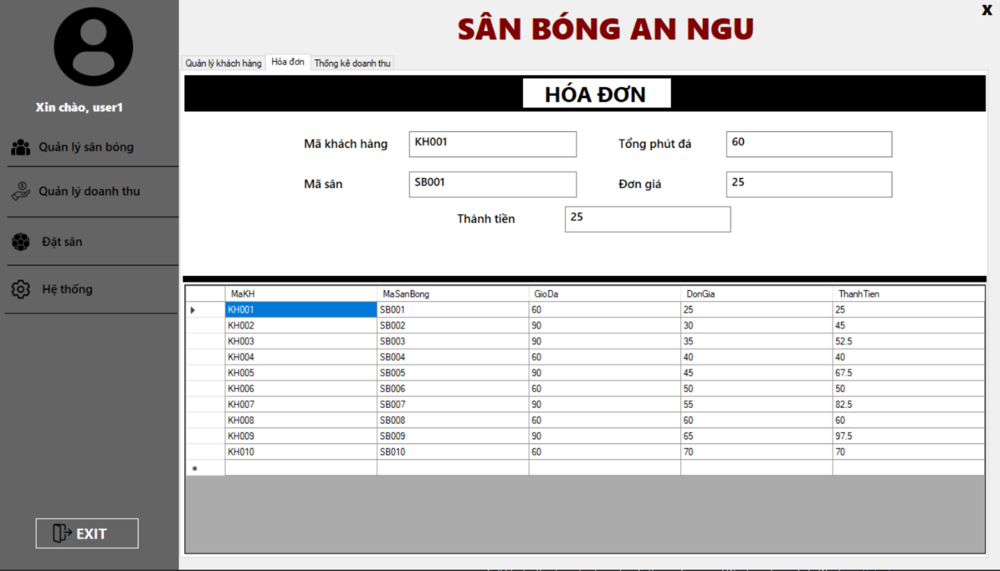 X
SÂN BÓNG AN NGU
Quản lý khách hàng Hóa đơn Thống kê doanh thu
HÓA ĐƠN
Xin chào, user1
Quản lý sân bóng
Quản lý doanh thu
Đặt sân
Hệ thống
EXIT
Mã khách hàng KH001 Tổng phút đá 60
Mã sân SB001 Đơn giá 25
Thành tiền 25
MaKH MaSanBong GioDa DonGia ThanhTien
KH001 SB001 60 25 25
KH002 SB002 90 30 45
KH003 SB003 90 35 52.5
KH004 SB004 60 40 40
KH005 SB005 90 45 67.5
KH006 SB006 60 50 50
KH007 SB007 90 55 82.5
KH008 SB008 60 60 60
KH009 SB009 90 65 97.5
KH010 SB010 60 70 70